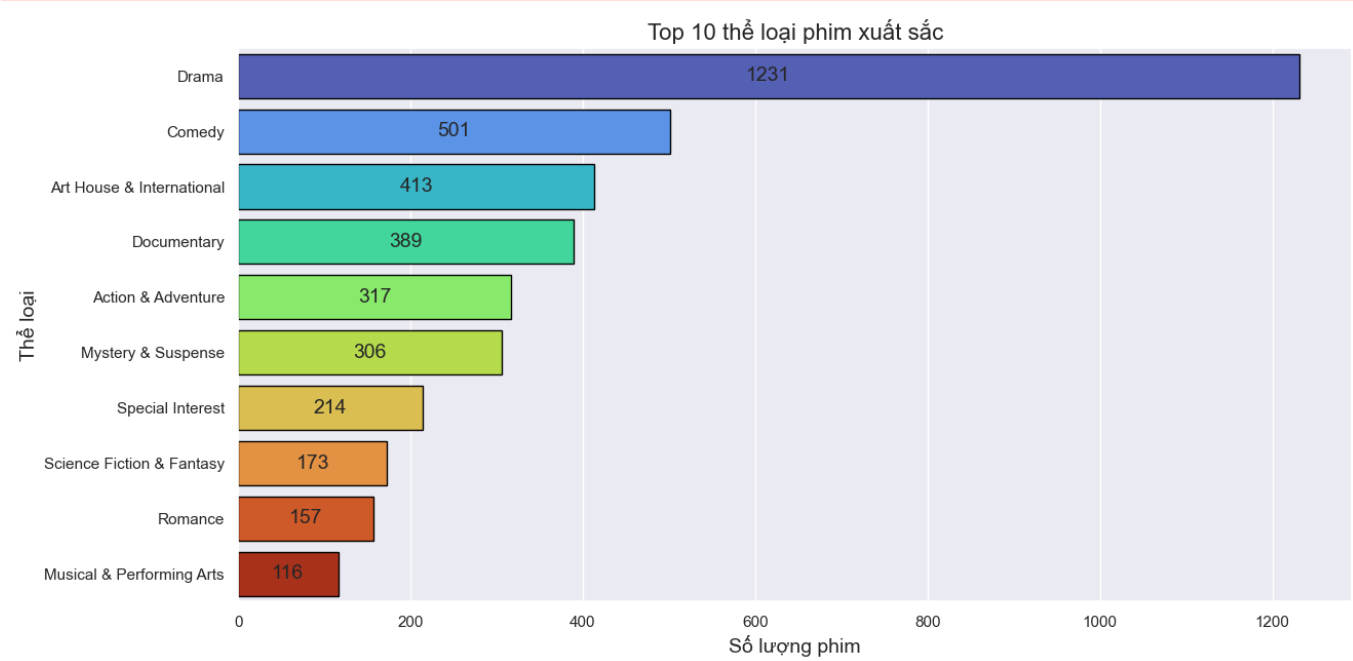 Top 10 thể loại phim xuất sắc
Thể loại
Drama 1231
Comedy 501
Art House & International 413
Documentary 389
Action & Adventure 317
Mystery & Suspense 306
Special Interest 214
Science Fiction & Fantasy 173
Romance 157
Musical & Performing Arts 116
0 200 400 600 800 1000 1200
Số lượng phim